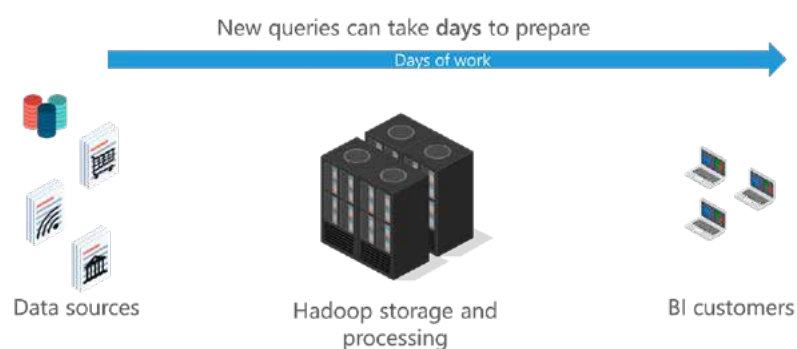 New queries can take days to prepare
Days of work
Data sources
Hadoop storage and
processing
BI customers